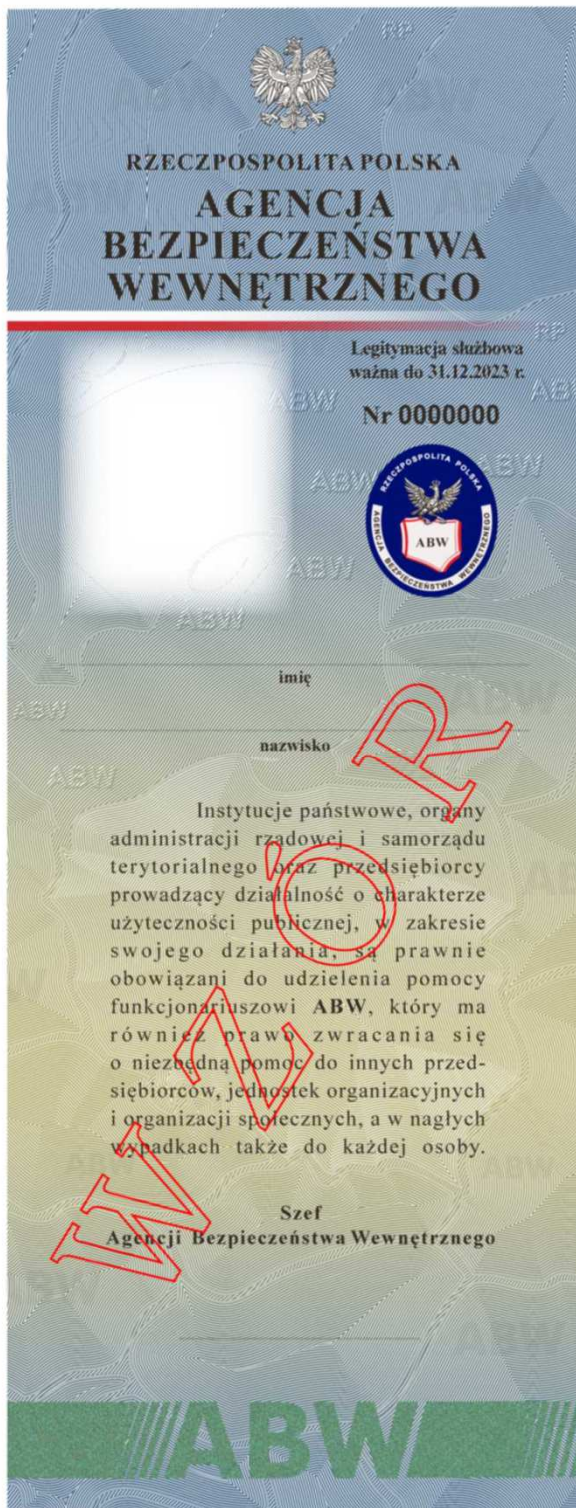 RZECZPOSPOLITA POLSKA
AGENCJA
BEZPIECZEŃSTWA
WEWNĘTRZNEGO
Legitymacja służbowa
ważna do 31.12.2023 r.
Nr 0000000
RZECZPOSPOLITA POLSKA
ABW
AGENCJA BEZPIECZEŃSTWA WEWNĘTRZNEGO
imię
nazwisko
Instytucje państwowe, organy
administracji rządowej i samorządu
terytorialnego oraz przedsiębiorcy
prowadzący działalność o charakterze
użyteczności publicznej, w zakresie
swojego działania, są prawnie
obowiązani do udzielenia pomocy
funkcjonariuszowi ABW, który ma
również prawo zwracania się
o niezbędną pomoc do innych przed-
siębiorców, jednostek organizacyjnych
i organizacji społecznych, a w nagłych
wypadkach także do każdej osoby.
WZÓR
Szef
Agencji Bezpieczeństwa Wewnętrznego
ABW